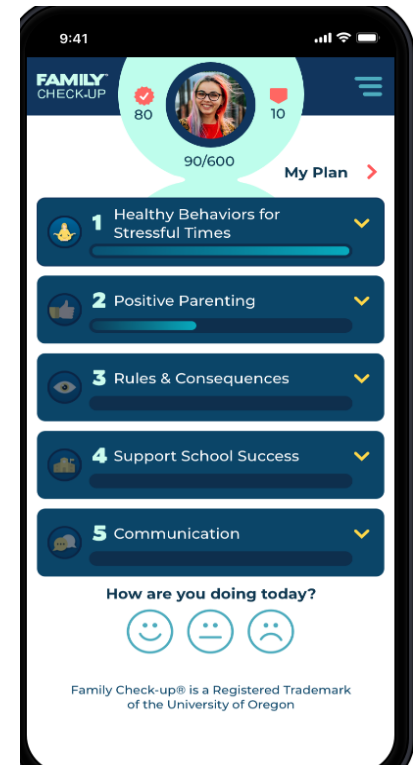 9:41
FAMILY™
CHECK-UP
80
10
90/600
My Plan
1 Healthy Behaviors for
Stressful Times
2 Positive Parenting
3 Rules & Consequences
4 Support School Success
5 Communication
How are you doing today?
Family Check-up® is a Registered Trademark
of the University of Oregon